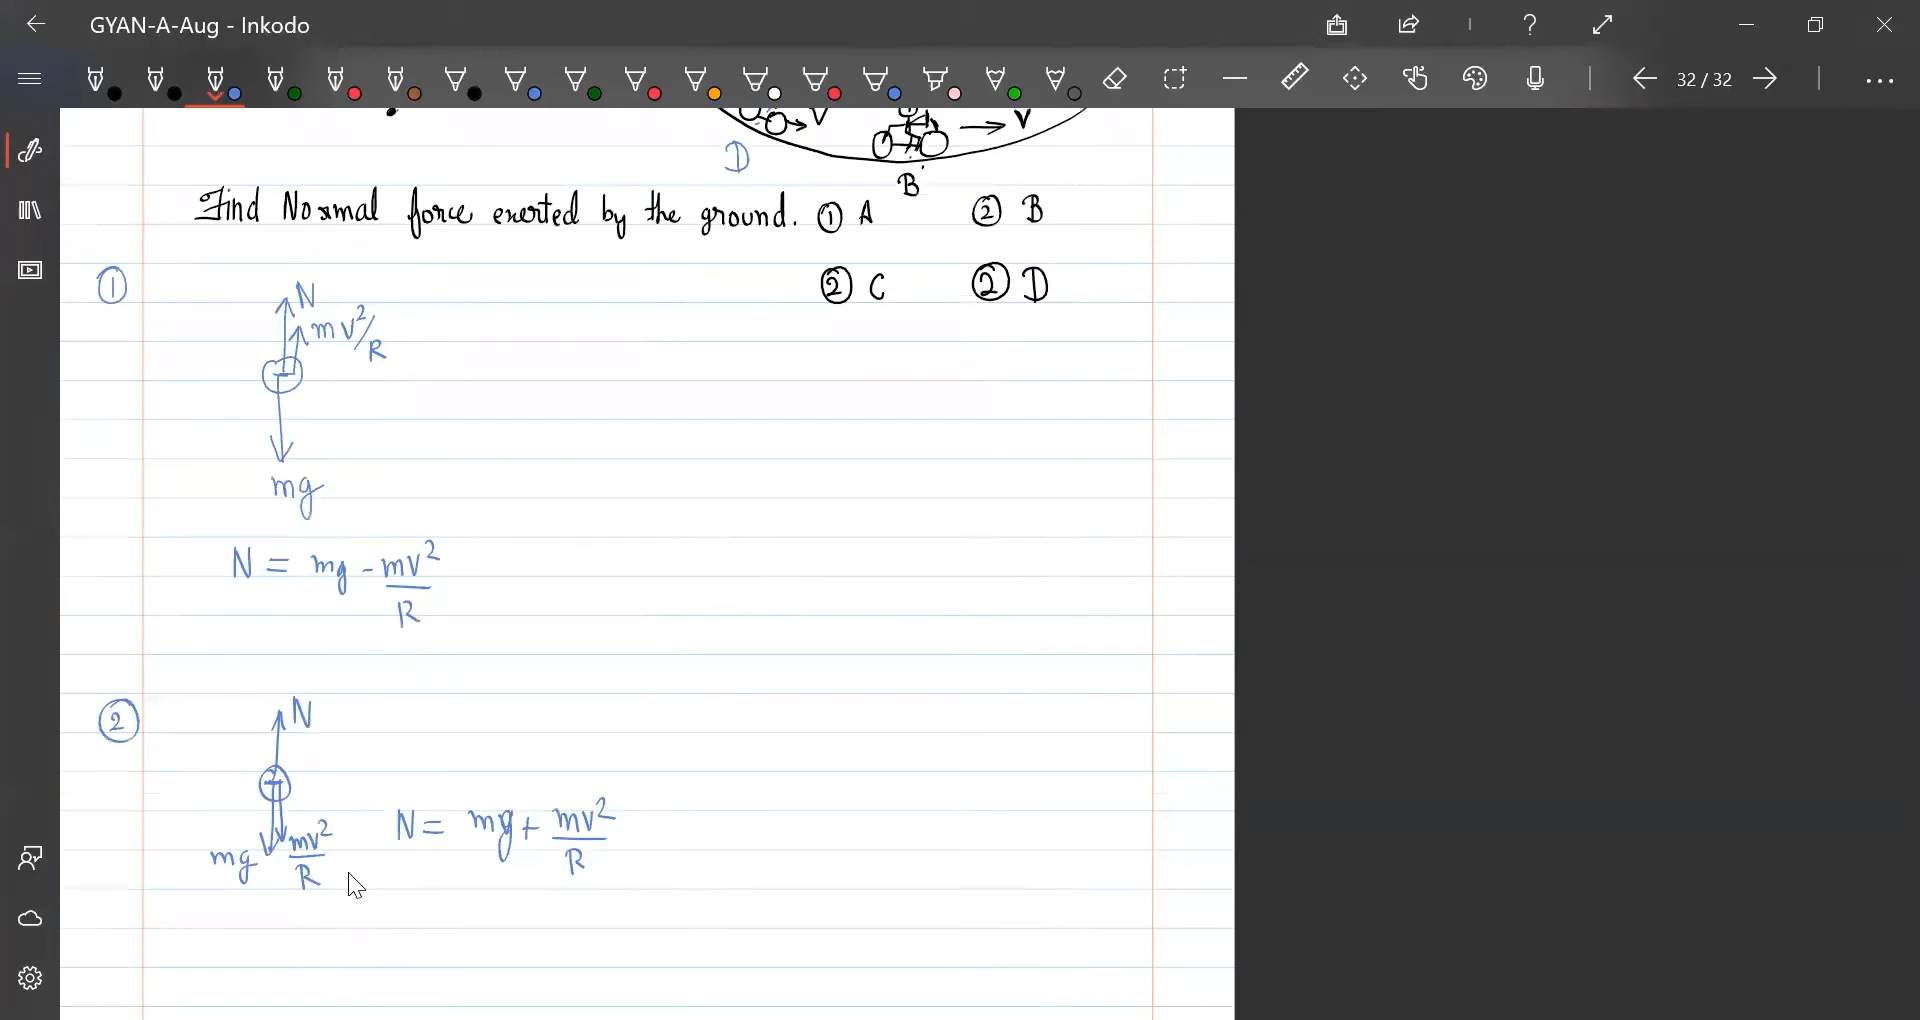 GYAN-A-Aug - Inkodo
32 / 32
V
V
D
B
Find Normal force exerted by the ground. ① A ② B
② C ② D
①
N
mv²/R
mg
N = mg - mv²/R
②
N
mg mv²/R
N = mg + mv²/R